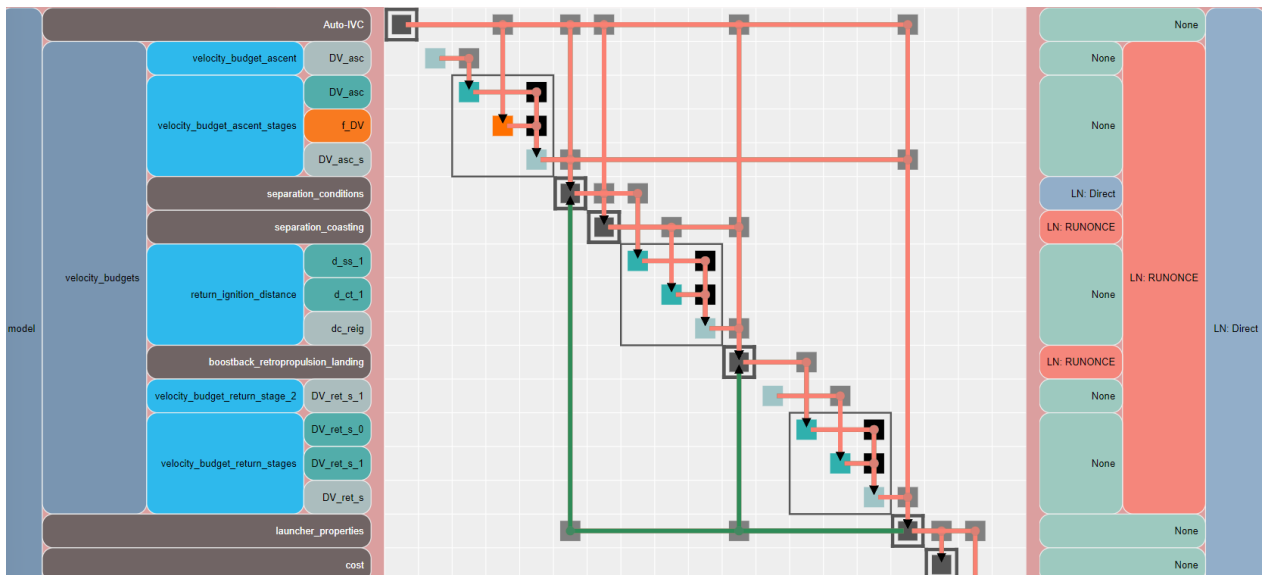 Auto-IVC
None
velocity_budget_ascent
DV_asc
None
velocity_budget_ascent_stages
DV_asc
f_DV
DV_asc_s
None
separation_conditions
LN: Direct
separation_coasting
LN: RUNONCE
model
velocity_budgets
return_ignition_distance
d_ss_1
d_ct_1
dc_reig
None
LN: RUNONCE
LN: Direct
boostback_retropropulsion_landing
LN: RUNONCE
velocity_budget_return_stage_2
DV_ret_s_1
None
velocity_budget_return_stages
DV_ret_s_0
DV_ret_s_1
DV_ret_s
None
launcher_properties
None
cost
None